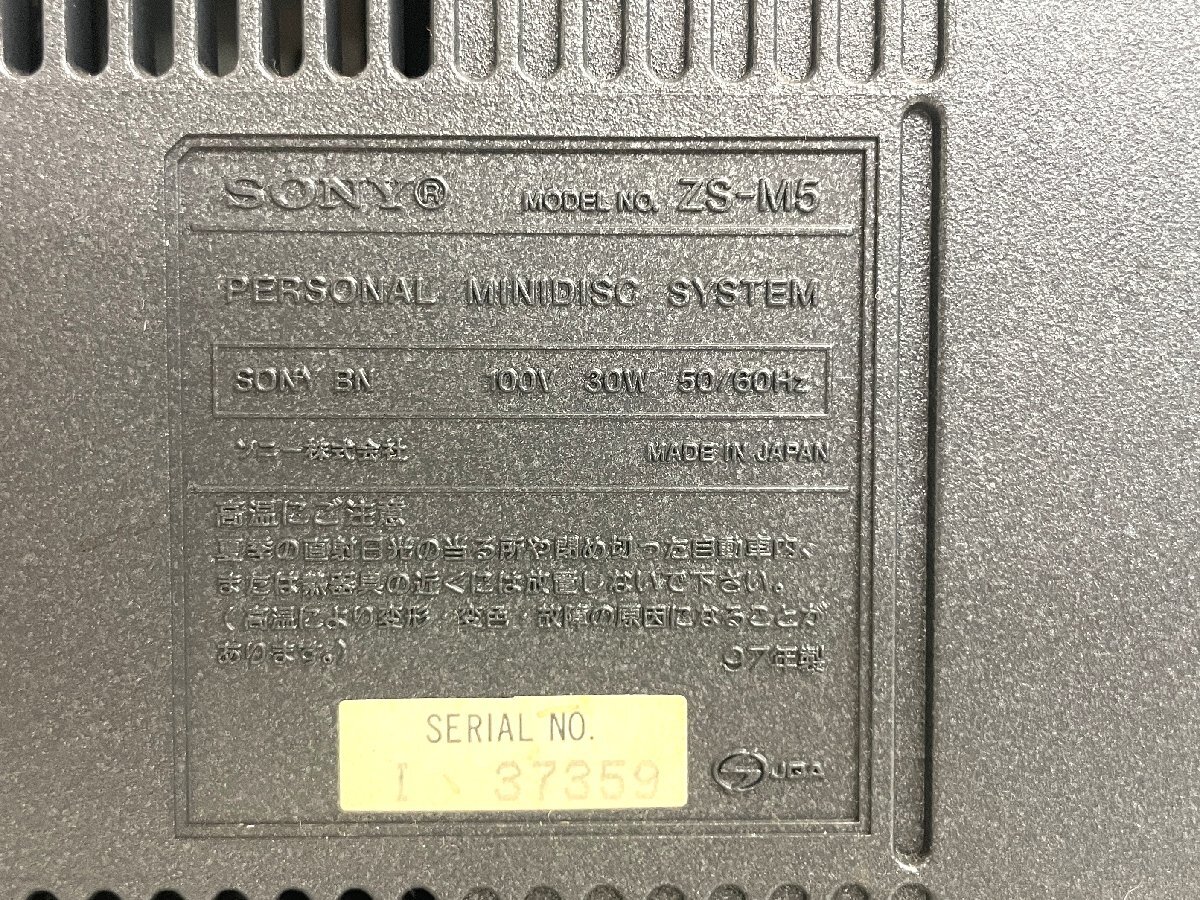 SONY® MODEL NO. ZS-M5
PERSONAL MINIDISC SYSTEM
SONY BN 100V 30W 50/60Hz
ソニー株式会社 MADE IN JAPAN
高温にご注意
真夏の直射日光の当る所や閉め切った自動車内、
または熱器具の近くには放置しないで下さい。
(高温により変形・変色・故障の原因になることが
あります。) 97年製
SERIAL NO.
I 37359
JQA